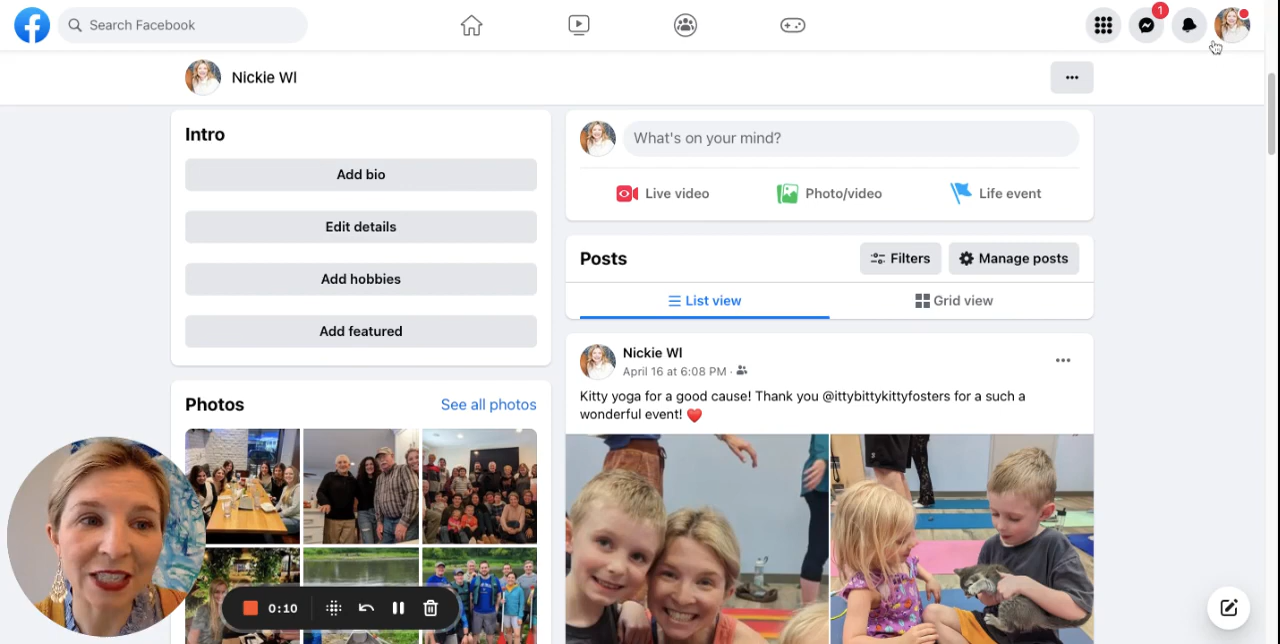 Search Facebook
1
Nickie WI
Intro
Add bio
Edit details
Add hobbies
Add featured
Photos
See all photos
0:10
What's on your mind?
Live video
Photo/video
Life event
Posts
Filters
Manage posts
List view
Grid view
Nickie WI
April 16 at 6:08 PM ·
Kitty yoga for a good cause! Thank you @ittybittykittyfosters for a such a
wonderful event! ❤️